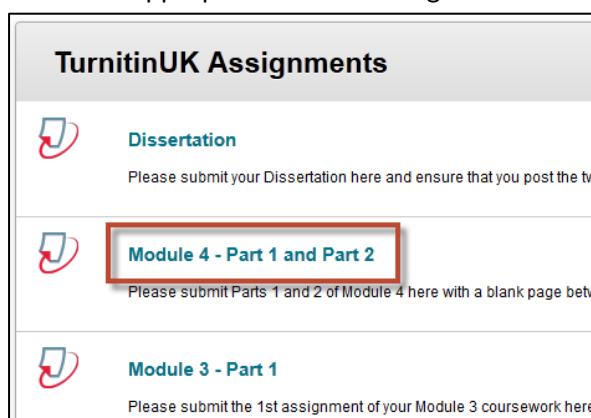 TurnitinUK Assignments
Dissertation
Please submit your Dissertation here and ensure that you post the
Module 4 - Part 1 and Part 2
Please submit Parts 1 and 2 of Module 4 here with a blank page
Module 3 - Part 1
Please submit the 1st assignment of your Module 3 coursework here